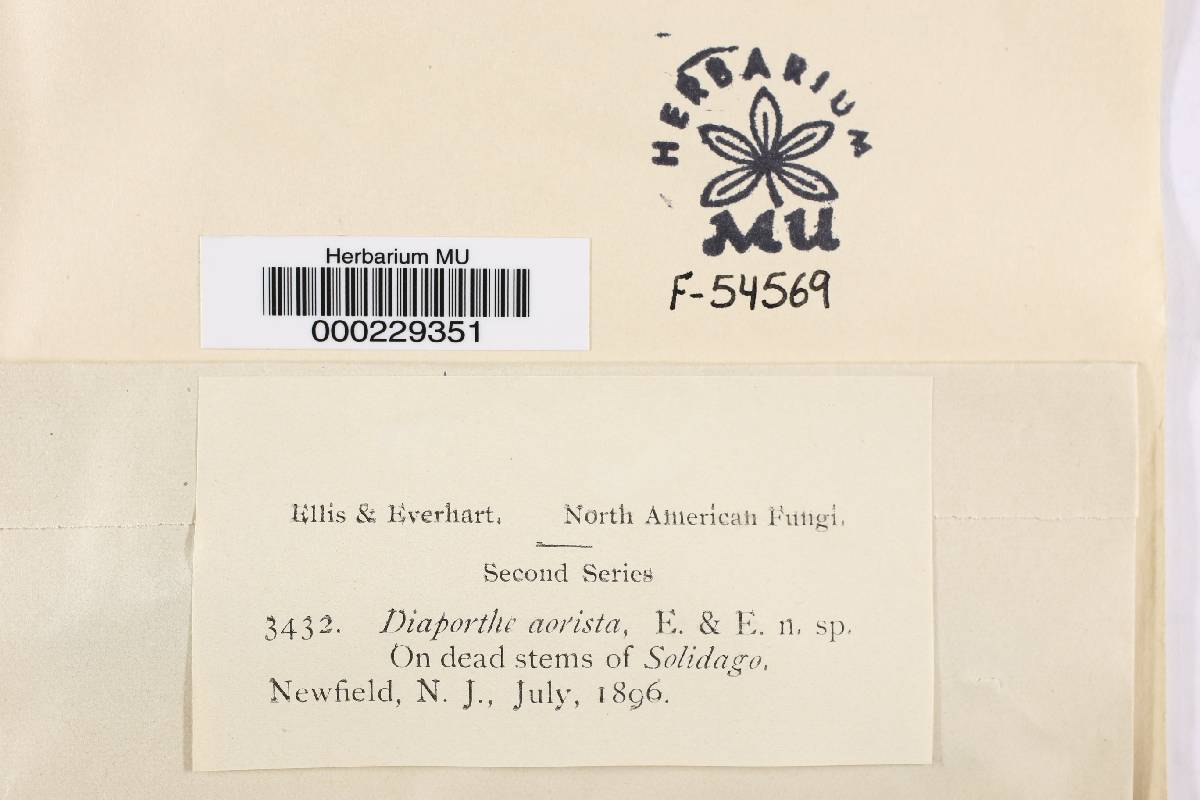 HERBARIUM
MU
F-54569
Herbarium MU
000229351
Ellis & Everhart, North American Fungi.
Second Series
3432. Diaporthe aorista, E. & E. n. sp.
On dead stems of Solidago.
Newfield, N. J., July, 1896.